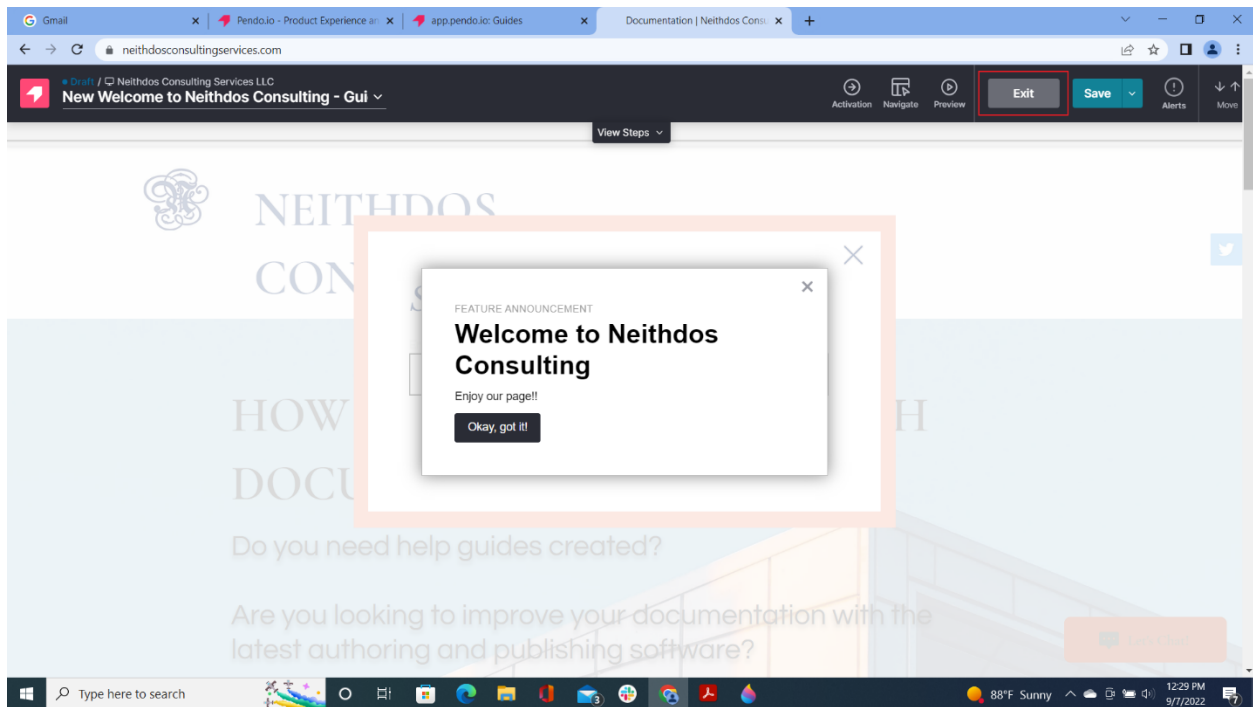 Gmail
Pendo.io - Product Experience an
app.pendo.io: Guides
Documentation | Neithdos Consu
neithdosconsultingservices.com
Draft / Neithdos Consulting Services LLC
New Welcome to Neithdos Consulting - Gui
Activation
Navigate
Preview
Exit
Save
Alerts
Move
View Steps
NEITHDOS
CON
S
FEATURE ANNOUNCEMENT
Welcome to Neithdos
Consulting
Enjoy our page!!
Okay, got it!
HOW H
DOCU
Do you need help guides created?
Are you looking to improve your documentation with the
latest authoring and publishing software?
Type here to search
3
88°F Sunny
12:29 PM
9/7/2022
7